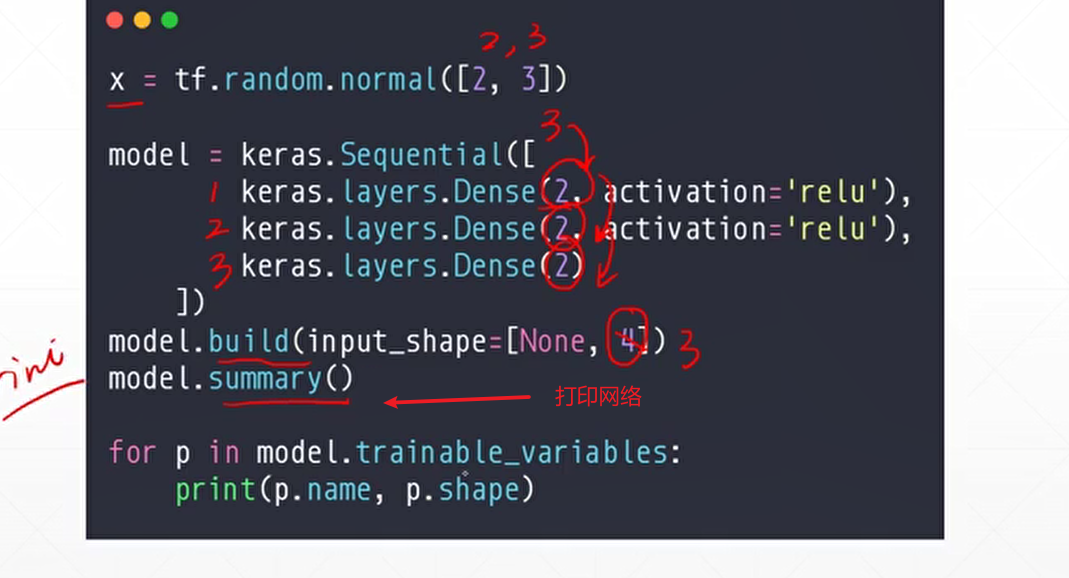 2, 3
x = tf.random.normal([2, 3])
3
model = keras.Sequential([
1 keras.layers.Dense(2, activation='relu'),
2 keras.layers.Dense(2, activation='relu'),
3 keras.layers.Dense(2)
])
model.build(input_shape=[None, 4]) 3
ini
model.summary()
打印网络
for p in model.trainable_variables:
print(p.name, p.shape)